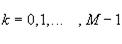 k = 0,1,... , M − 1